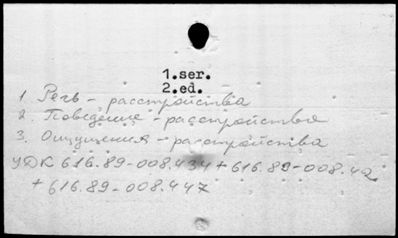 1.ser.
2.ed.
1 Речь - расстройства
2. Поведение - расстройства
3. Ощущения - расстройства
УДК 616.89-008.434 + 616.89-008.42
+ 616.89-008.447